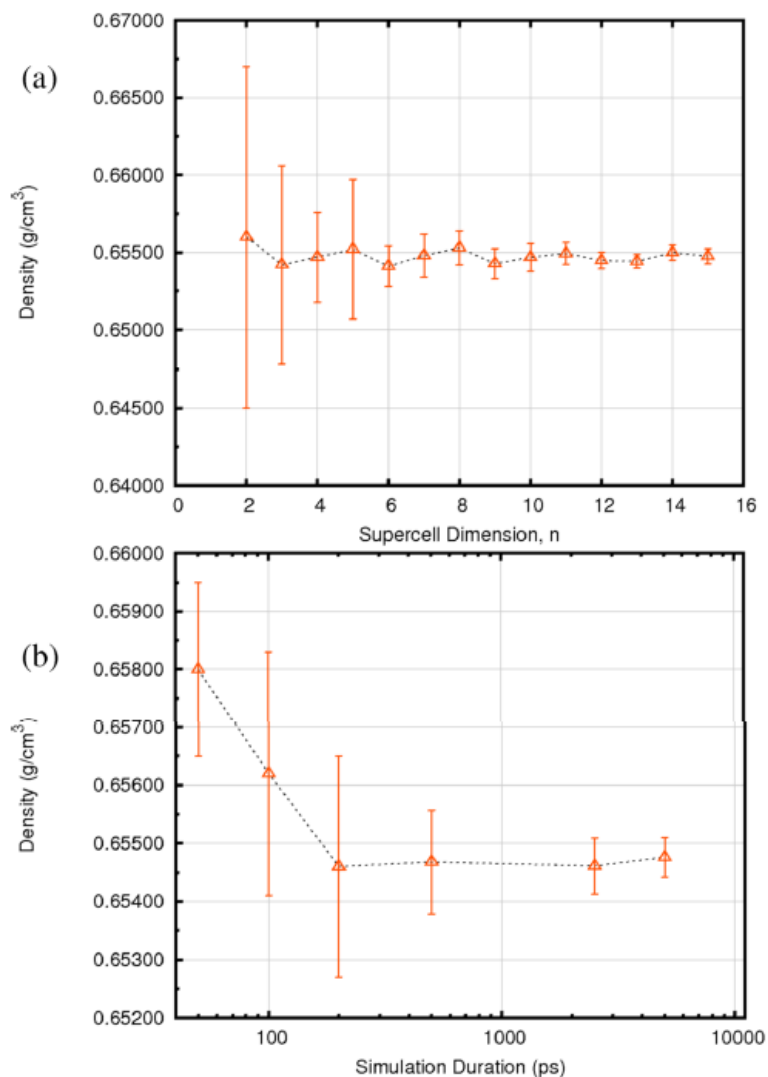 (a)
Density (g/cm³)
0.67000
0.66500
0.66000
0.65500
0.65000
0.64500
0.64000
0 2 4 6 8 10 12 14 16
Supercell Dimension, n
(b)
Density (g/cm³)
0.66000
0.65900
0.65800
0.65700
0.65600
0.65500
0.65400
0.65300
0.65200
100 1000 10000
Simulation Duration (ps)